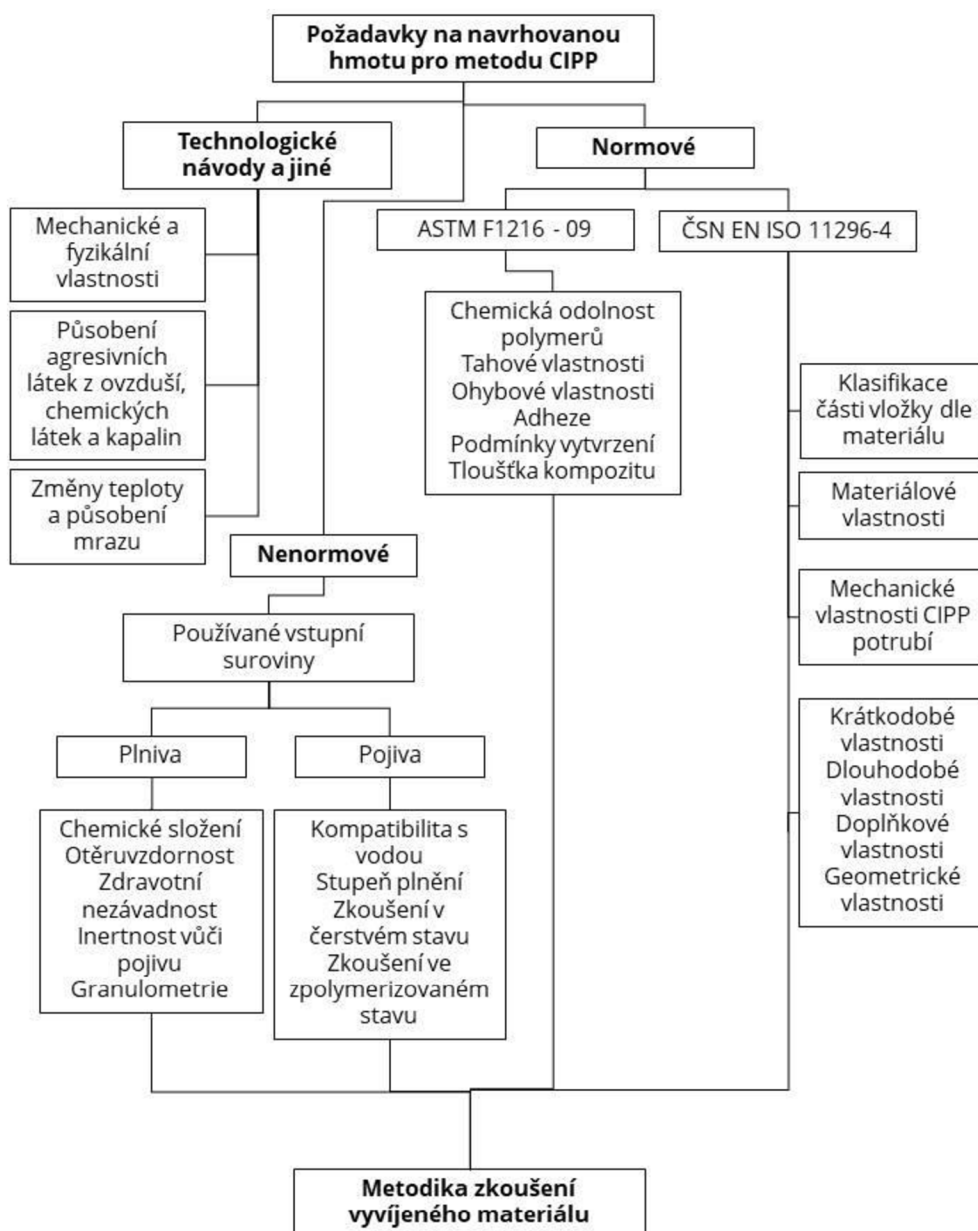 Požadavky na navrhovanou
hmotu pro metodu CIPP
Technologické
návody a jiné
Normové
Mechanické a
fyzikální
vlastnosti
ASTM F1216 - 09
ČSN EN ISO 11296-4
Působení
agresivních
látek z ovzduší,
chemických
látek a kapalin
Chemická odolnost
polymerů
Tahové vlastnosti
Ohybové vlastnosti
Adheze
Podmínky vytvrzení
Tloušťka kompozitu
Klasifikace
části vložky dle
materiálu
Změny teploty
a působení
mrazu
Materiálové
vlastnosti
Nenormové
Mechanické
vlastnosti CIPP
potrubí
Používané vstupní
suroviny
Krátkodobé
vlastnosti
Dlouhodobé
vlastnosti
Doplňkové
vlastnosti
Geometrické
vlastnosti
Plniva
Pojiva
Chemické složení
Otěruvzdornost
Zdravotní
nezávadnost
Inertnost vůči
pojivu
Granulometrie
Kompatibilita s
vodou
Stupeň plnění
Zkoušení v
čerstvém stavu
Zkoušení ve
zpolymerizovaném
stavu
Metodika zkoušení
vyvíjeného materiálu